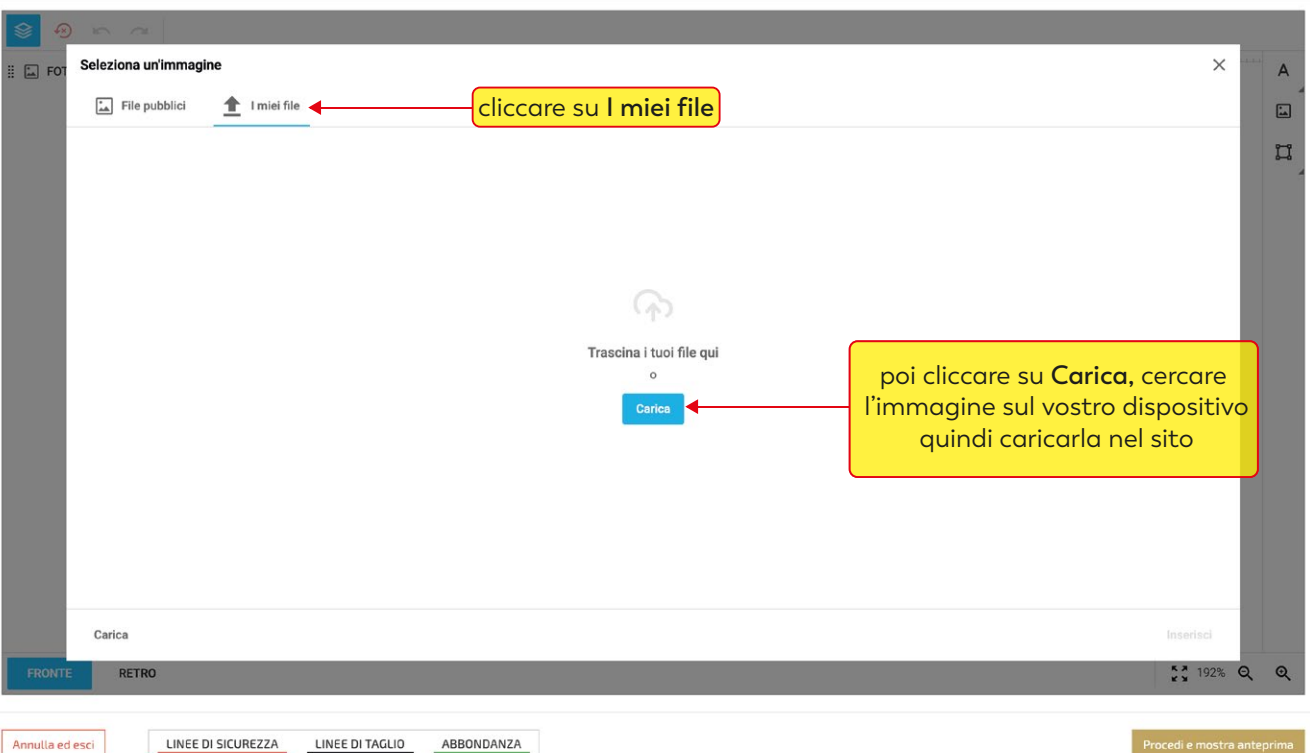 FOT
Seleziona un'immagine
File pubblici
I miei file
cliccare su I miei file
A
Trascina i tuoi file qui
o
Carica
poi cliccare su Carica, cercare
l'immagine sul vostro dispositivo
quindi caricarla nel sito
Carica
Inserisci
FRONTE
RETRO
192%
Annulla ed esci
LINEE DI SICUREZZA
LINEE DI TAGLIO
ABBONDANZA
Procedi e mostra anteprima